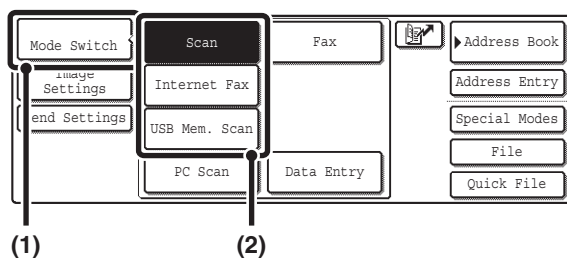 Mode Switch
Scan
Fax
Address Book
Image
Settings
Internet Fax
Address Entry
end Settings
USB Mem. Scan
Special Modes
File
PC Scan
Data Entry
Quick File
(1)
(2)